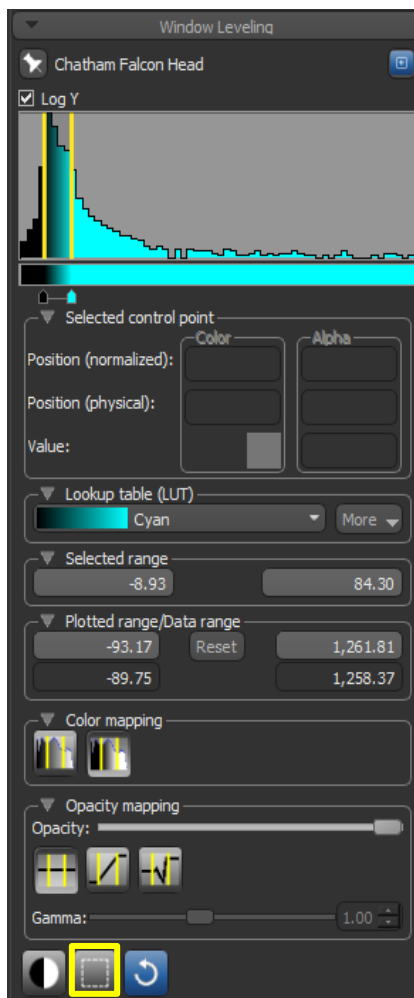 Window Leveling
Chatham Falcon Head
Log Y
Selected control point
Color Alpha
Position (normalized):
Position (physical):
Value:
Lookup table (LUT)
Cyan More
Selected range
-8.93 84.30
Plotted range/Data range
-93.17 Reset 1,261.81
-89.75 1,258.37
Color mapping
Opacity mapping
Opacity:
Gamma: 1.00